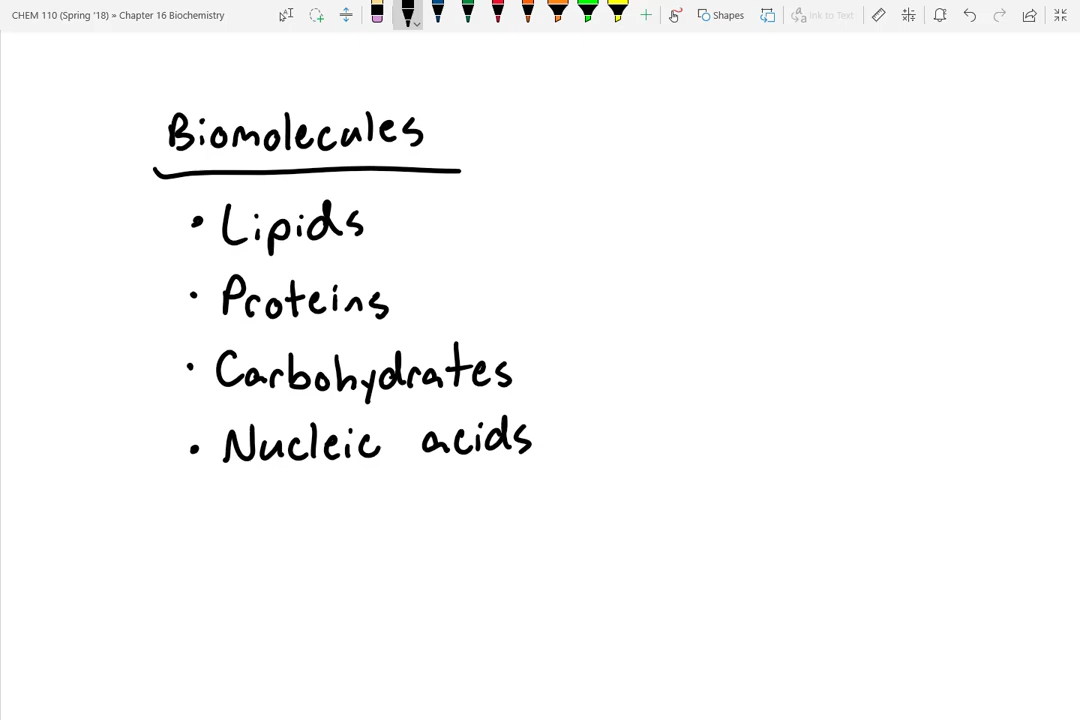 CHEM 110 (Spring '18) » Chapter 16 Biochemistry
Shapes
Ink to Text
Biomolecules
• Lipids
• Proteins
• Carbohydrates
• Nucleic acids